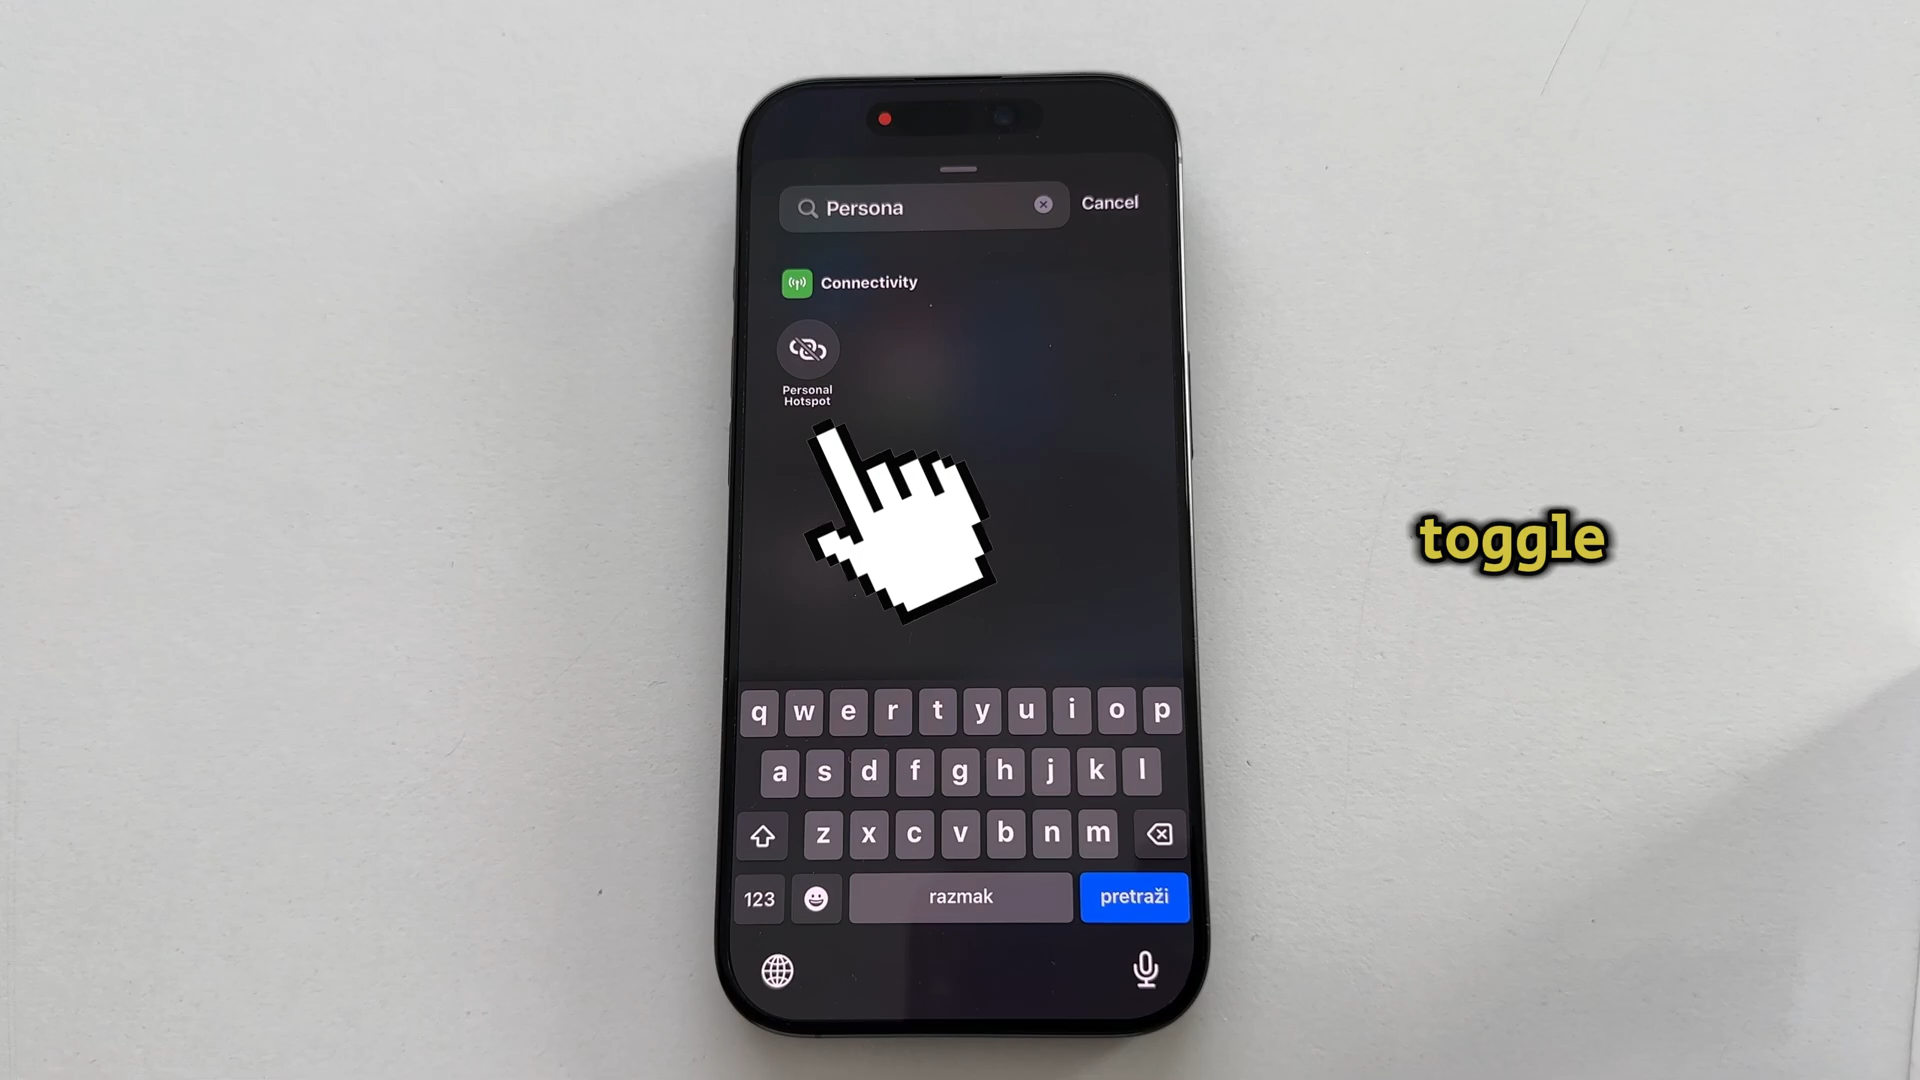 Persona
Cancel
Connectivity
Personal
Hotspot
toggle
q w e r t y u i o p
a s d f g h j k l
z x c v b n m
123
razmak
pretraži